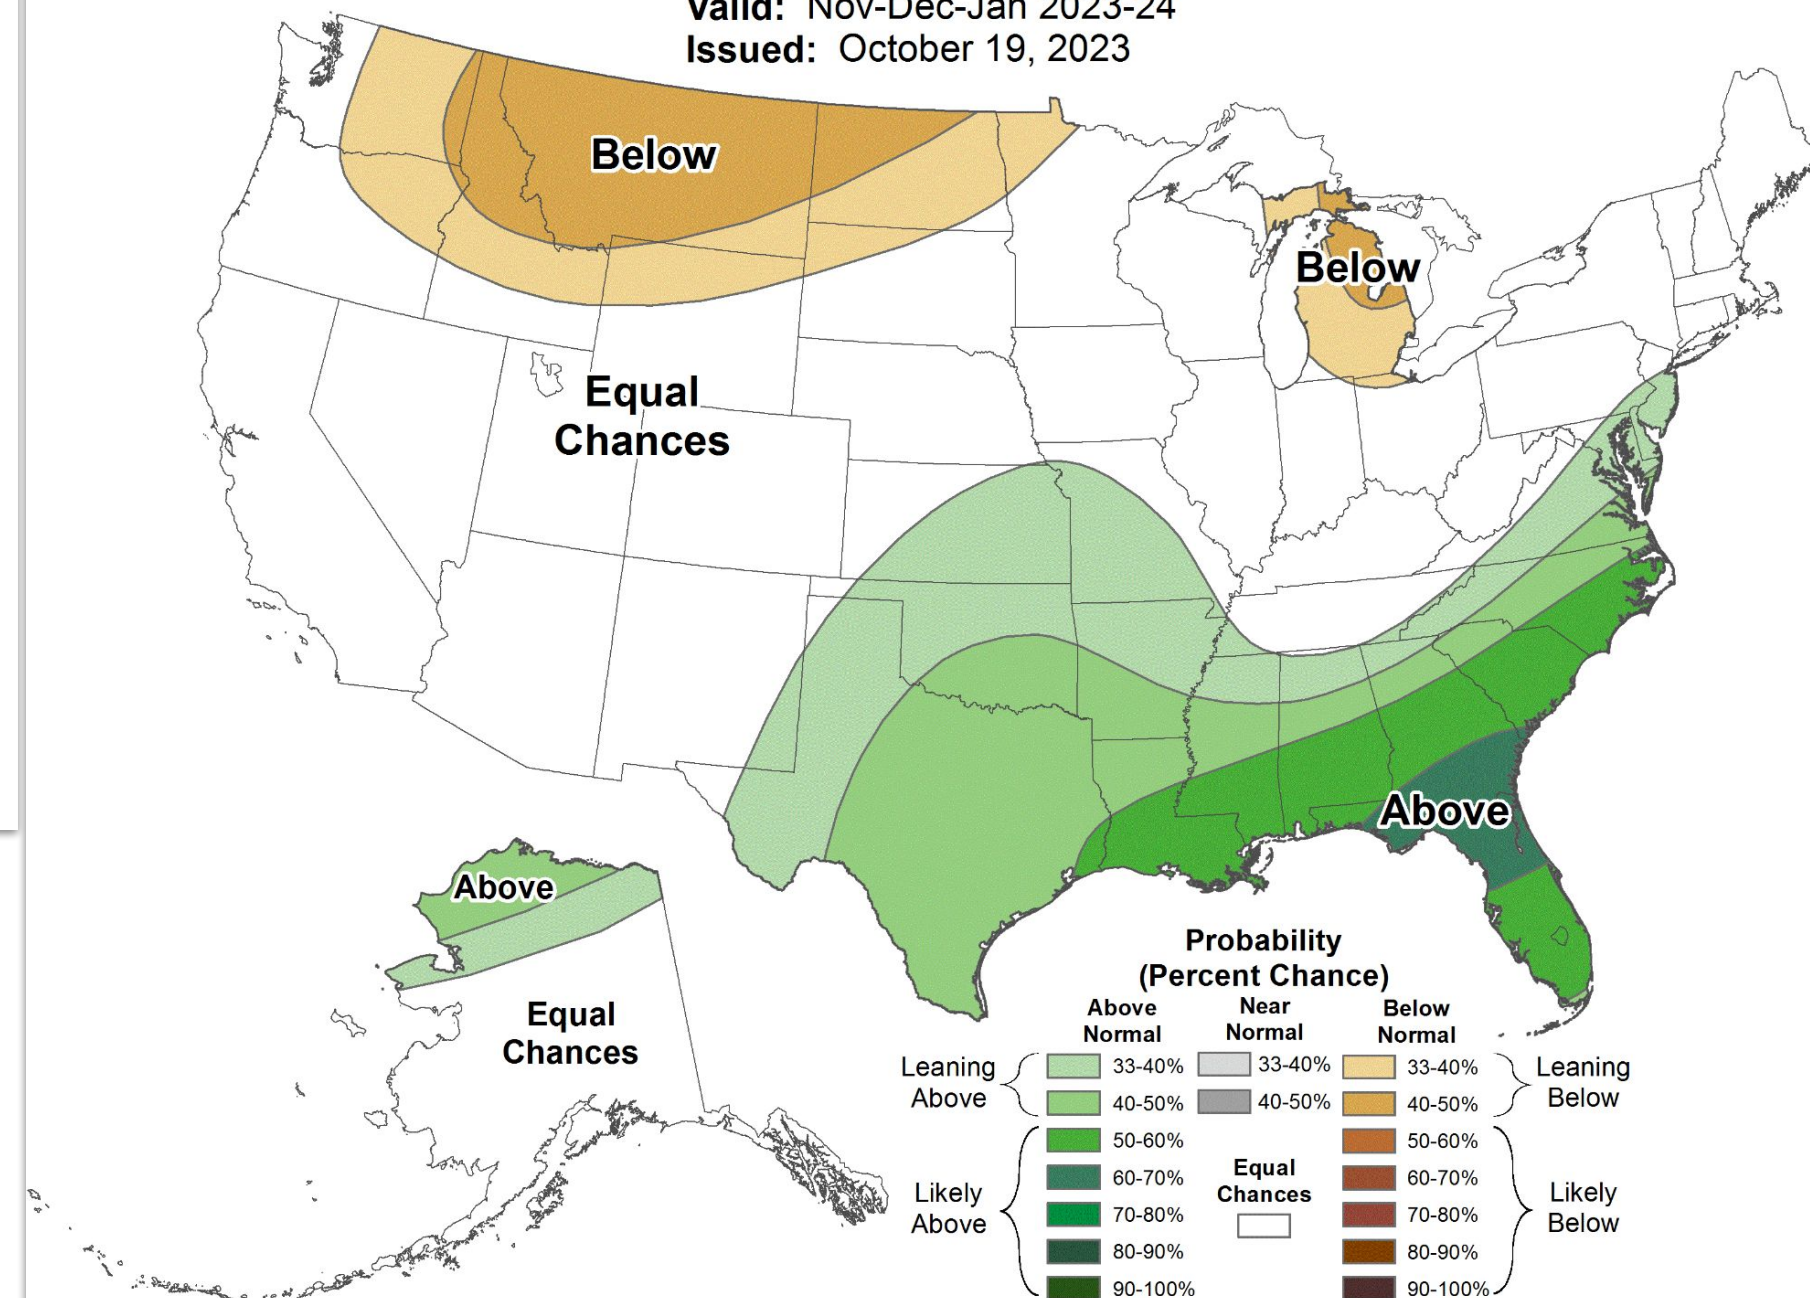 Valid: Nov-Dec-Jan 2023-24
Issued: October 19, 2023
Below
Below
Equal
Chances
Above
Above
Equal
Chances
Probability
(Percent Chance)
Above
Normal
Near
Normal
Below
Normal
Leaning
Above
33-40%
33-40%
33-40%
Leaning
Below
40-50%
40-50%
40-50%
Likely
Above
50-60%
60-70%
70-80%
80-90%
90-100%
Equal
Chances
50-60%
60-70%
70-80%
80-90%
90-100%
Likely
Below